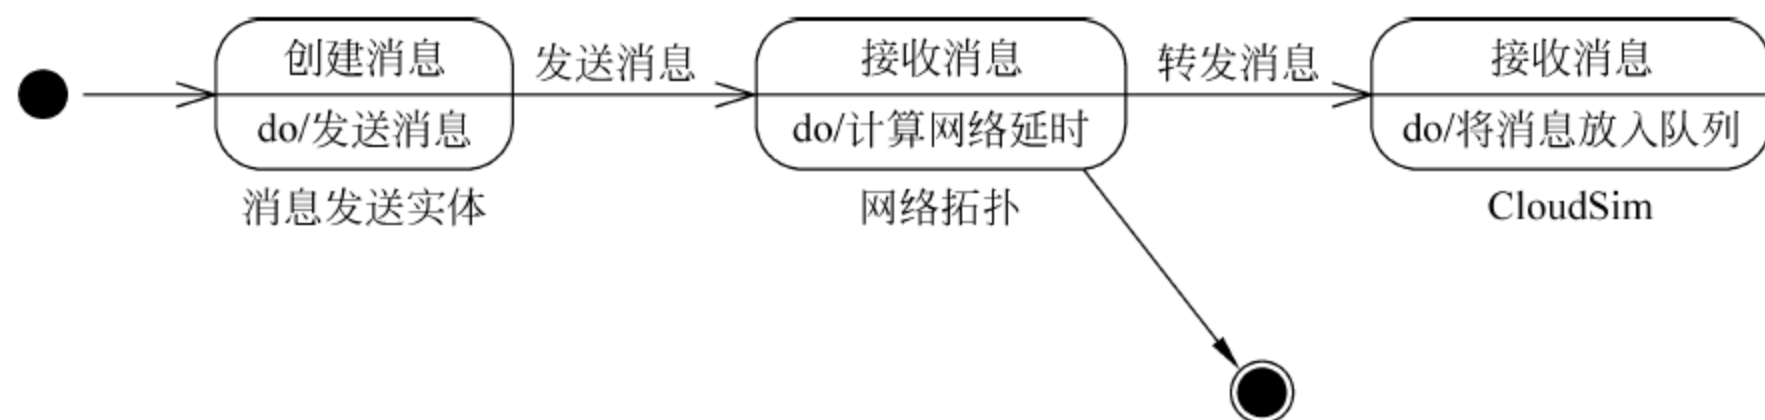 创建消息
do/发送消息
消息发送实体
发送消息
接收消息
do/计算网络延时
网络拓扑
转发消息
接收消息
do/将消息放入队列
CloudSim